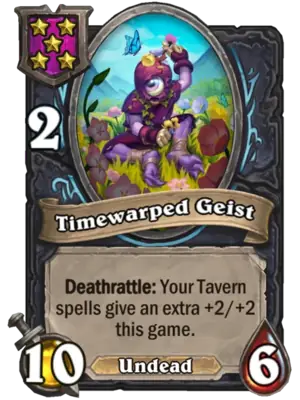 2
Timewarped Geist
Deathrattle: Your Tavern
spells give an extra +2/+2
this game.
10
Undead
6